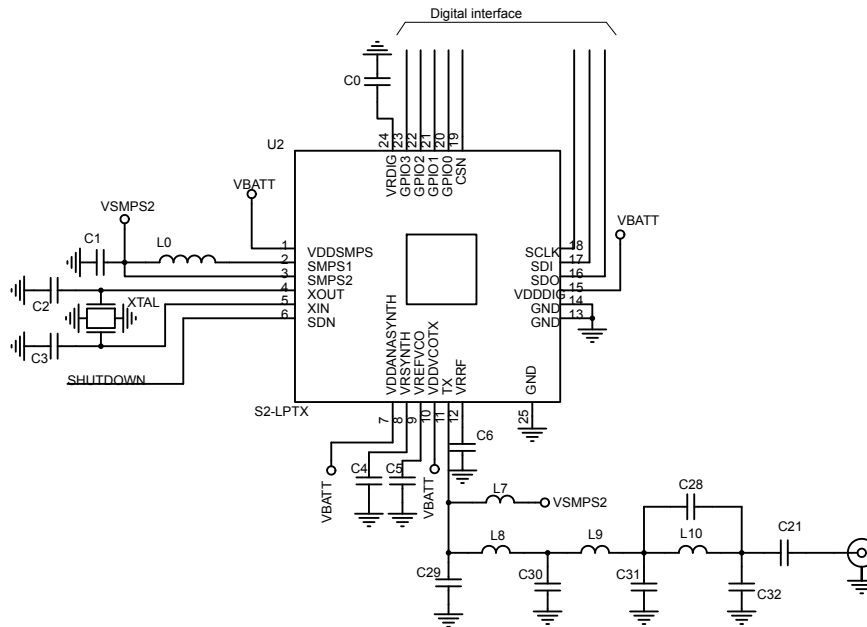 Digital interface
C0
U2
24
23
22
21
20
19
VRDIG
GPIO3
GPIO2
GPIO1
GPIO0
CSN
VBATT
VSMPS2
VBATT
C1
L0
1
VDDSMPS
SCLK
18
2
SMPS1
SDI
17
3
SMPS2
SDO
16
4
XOUT
VDDDIG
15
C2
XTAL
5
XIN
GND
14
6
SDN
GND
13
C3
SHUTDOWN
VDDANASYNTH
VRSYNTH
VREFVCO
VDDVCOTX
TX
VRRF
GND
S2-LPTX
7
8
9
10
11
12
25
C6
C4
C5
VBATT
VBATT
L7
VSMPS2
C28
L8
L9
L10
C21
C29
C30
C31
C32